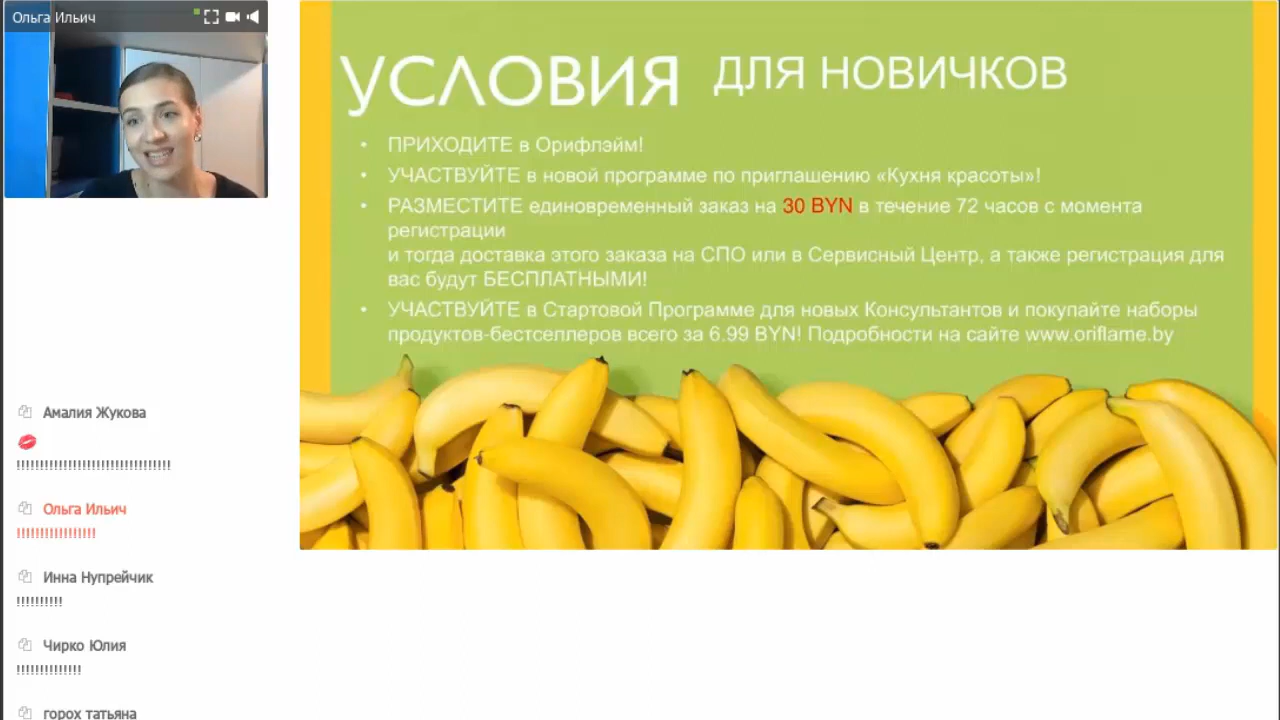 Ольга Ильич
УСЛОВИЯ ДЛЯ НОВИЧКОВ
• ПРИХОДИТЕ в Орифлэйм!
• УЧАСТВУЙТЕ в новой программе по приглашению «Кухня красоты»!
• РАЗМЕСТИТЕ единовременный заказ на 30 BYN в течение 72 часов с момента
регистрации
и тогда доставка этого заказа на СПО или в Сервисный Центр, а также регистрация для
вас будут БЕСПЛАТНЫМИ!
• УЧАСТВУЙТЕ в Стартовой Программе для новых Консультантов и покупайте наборы
продуктов-бестселлеров всего за 6.99 BYN! Подробности на сайте www.oriflame.by
Амалия Жукова
!!!!!!!!!!!!!!!!!!!!!!!!!!!!!!!!!
Ольга Ильич
!!!!!!!!!!!!!!!!!
Инна Нупрейчик
!!!!!!!!!!
Чирко Юлия
!!!!!!!!!!!!!!
горох татьяна